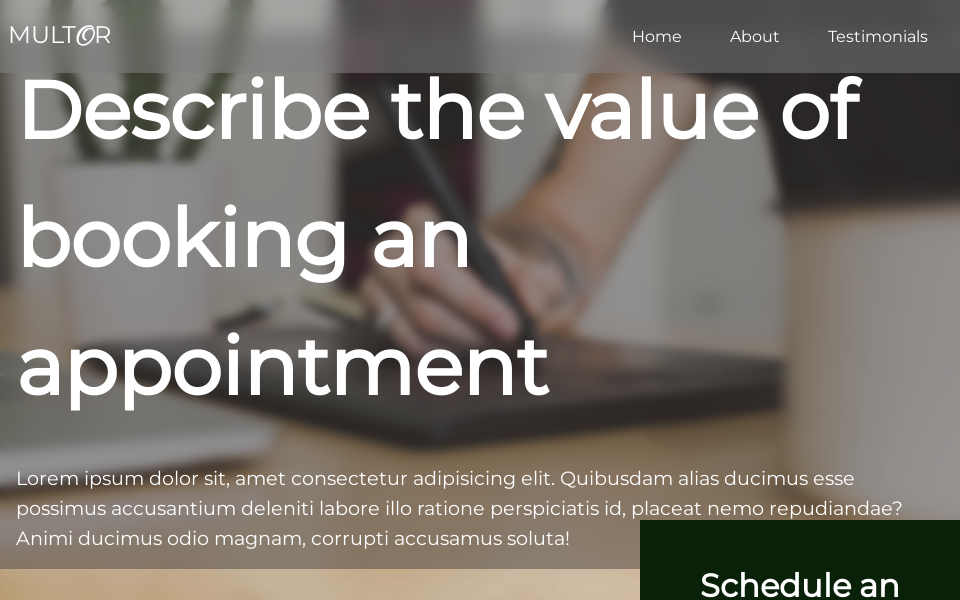 MULTOR
Home About Testimonials
Describe the value of
booking an
appointment
Lorem ipsum dolor sit, amet consectetur adipisicing elit. Quibusdam alias ducimus esse
possimus accusantium deleniti labore illo ratione perspiciatis id, placeat nemo repudiandae?
Animi ducimus odio magnam, corrupti accusamus soluta!
Schedule an